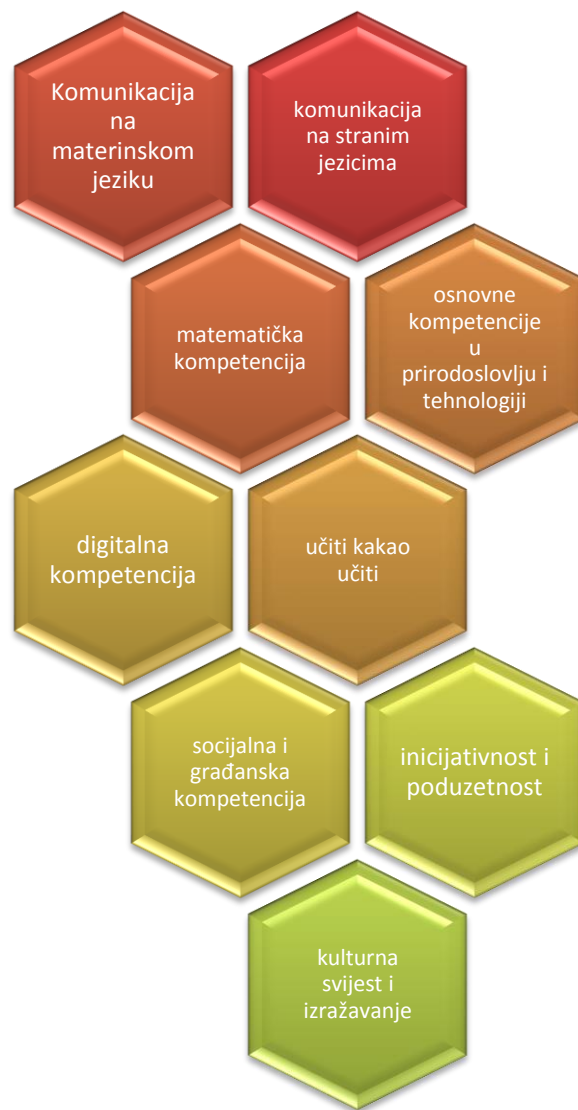 Komunikacija
na
materinskom
jeziku
komunikacija
na stranim
jezicima
matematička
kompetencija
osnovne
kompetencije
u
prirodoslovlju i
tehnologiji
digitalna
kompetencija
učiti kakao
učiti
socijalna i
građanska
kompetencija
inicijativnost i
poduzetnost
kulturna
svijest i
izražavanje